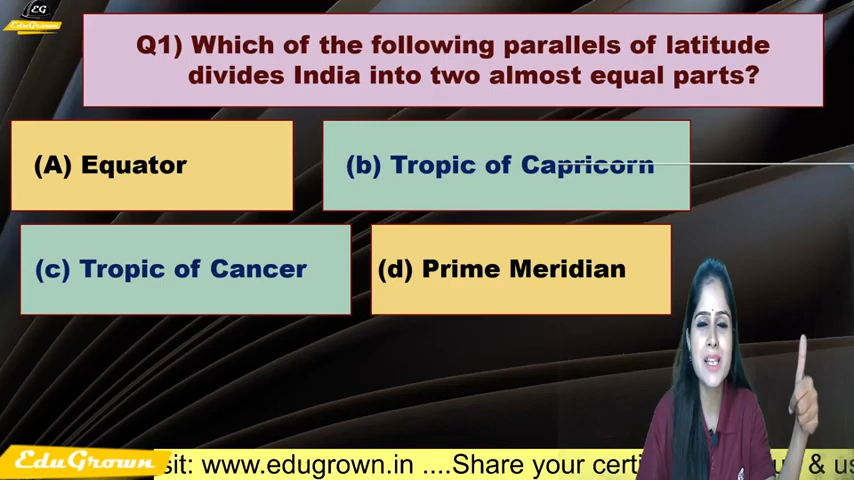 EG
EduGrown
Q1) Which of the following parallels of latitude
divides India into two almost equal parts?
(A) Equator
(b) Tropic of Capricorn
(c) Tropic of Cancer
(d) Prime Meridian
EduGrown
sit: www.edugrown.in ....Share your certi & us